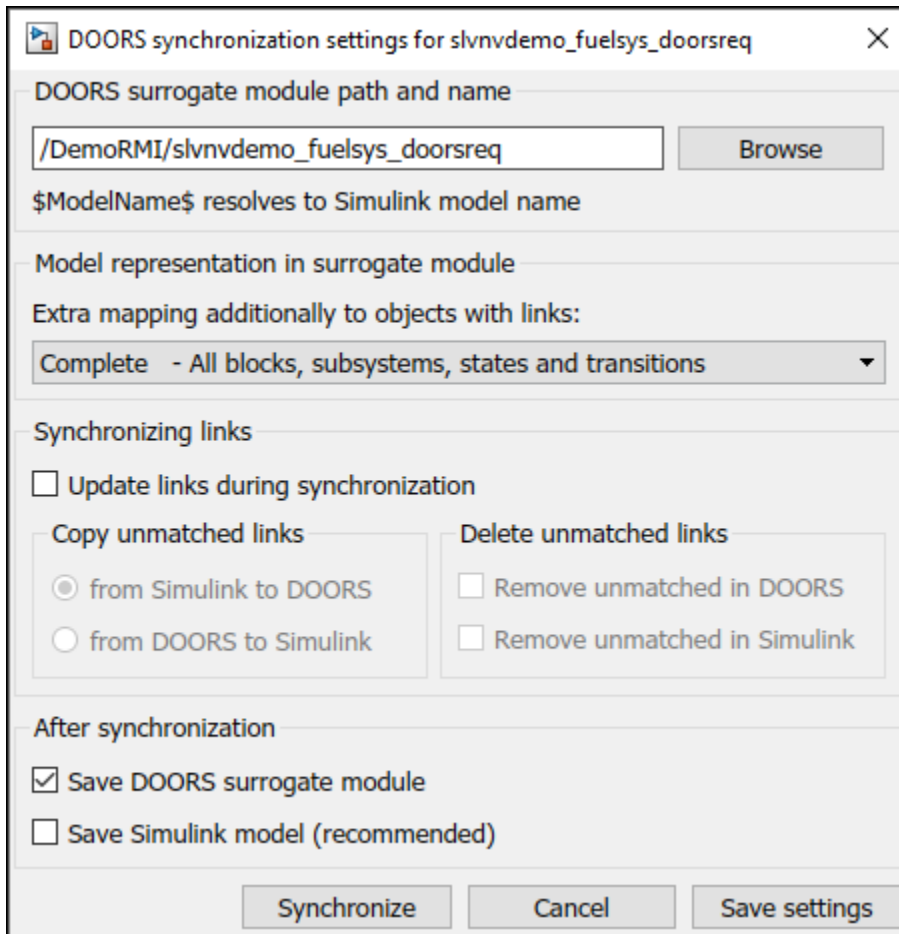 DOORS synchronization settings for slvnvdemo_fuelsys_doorsreq
DOORS surrogate module path and name
/DemoRMI/slvnvdemo_fuelsys_doorsreq
Browse
$ModelName$ resolves to Simulink model name
Model representation in surrogate module
Extra mapping additionally to objects with links:
Complete - All blocks, subsystems, states and transitions
Synchronizing links
Update links during synchronization
Copy unmatched links
from Simulink to DOORS
from DOORS to Simulink
Delete unmatched links
Remove unmatched in DOORS
Remove unmatched in Simulink
After synchronization
Save DOORS surrogate module
Save Simulink model (recommended)
Synchronize
Cancel
Save settings